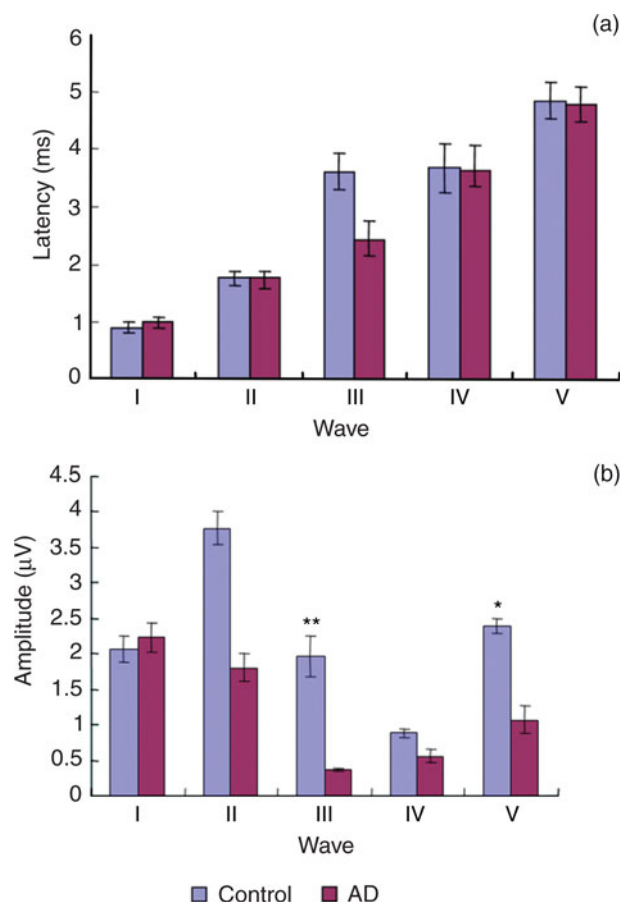 (a)
6
5
4
3
2
1
0
Latency (ms)
I II III IV V
Wave
(b)
4.5
4
3.5
3
2.5
2
1.5
1
0.5
0
Amplitude (μV)
** *
I II III IV V
Wave
Control AD